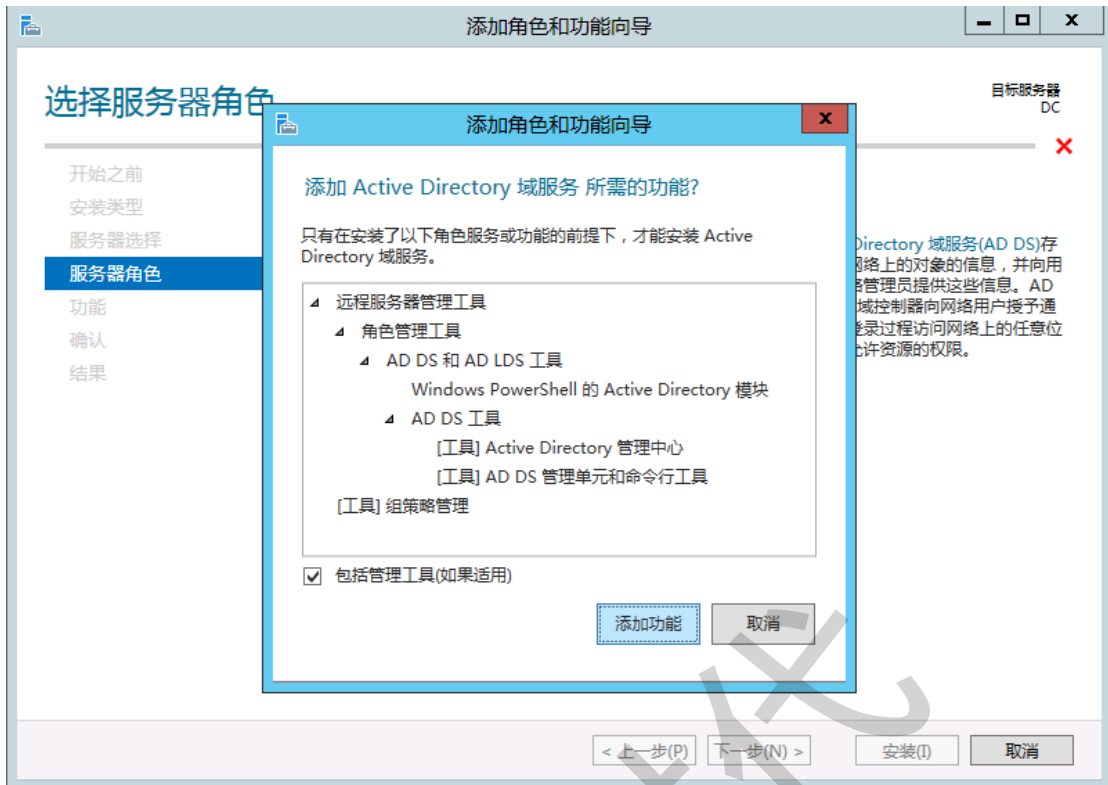 添加角色和功能向导
选择服务器角色
目标服务器
DC
开始之前
安装类型
服务器选择
服务器角色
功能
确认
结果
添加角色和功能向导
添加 Active Directory 域服务 所需的功能?
只有在安装了以下角色服务或功能的前提下，才能安装 Active
Directory 域服务。
远程服务器管理工具
角色管理工具
AD DS 和 AD LDS 工具
Windows PowerShell 的 Active Directory 模块
AD DS 工具
[工具] Active Directory 管理中心
[工具] AD DS 管理单元和命令行工具
[工具] 组策略管理
包括管理工具(如果适用)
添加功能
取消
Directory 域服务(AD DS)存
网络上的对象的信息，并向用
管理员提供这些信息。AD
域控制器向网络用户授予通
登录过程访问网络上的任意位
允许资源的权限。
< 上一步(P)
下一步(N) >
安装(I)
取消
代